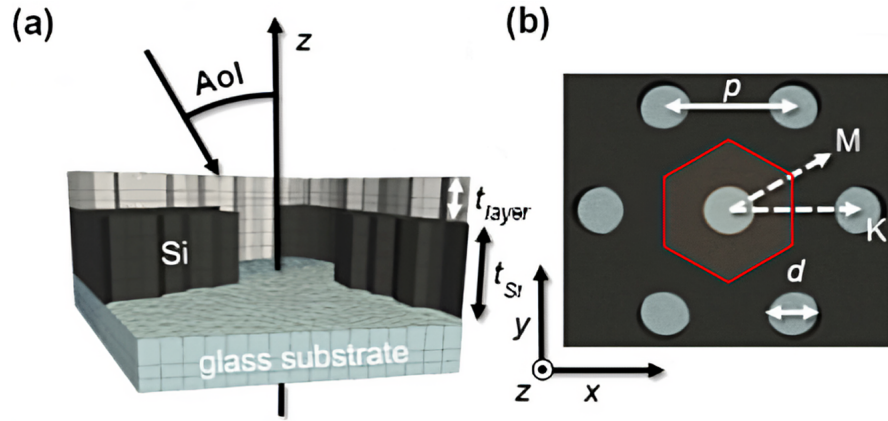 (a)
z
AoI
t_layer
Si
t_Si
glass substrate
(b)
p
M
K
d
y
z
x